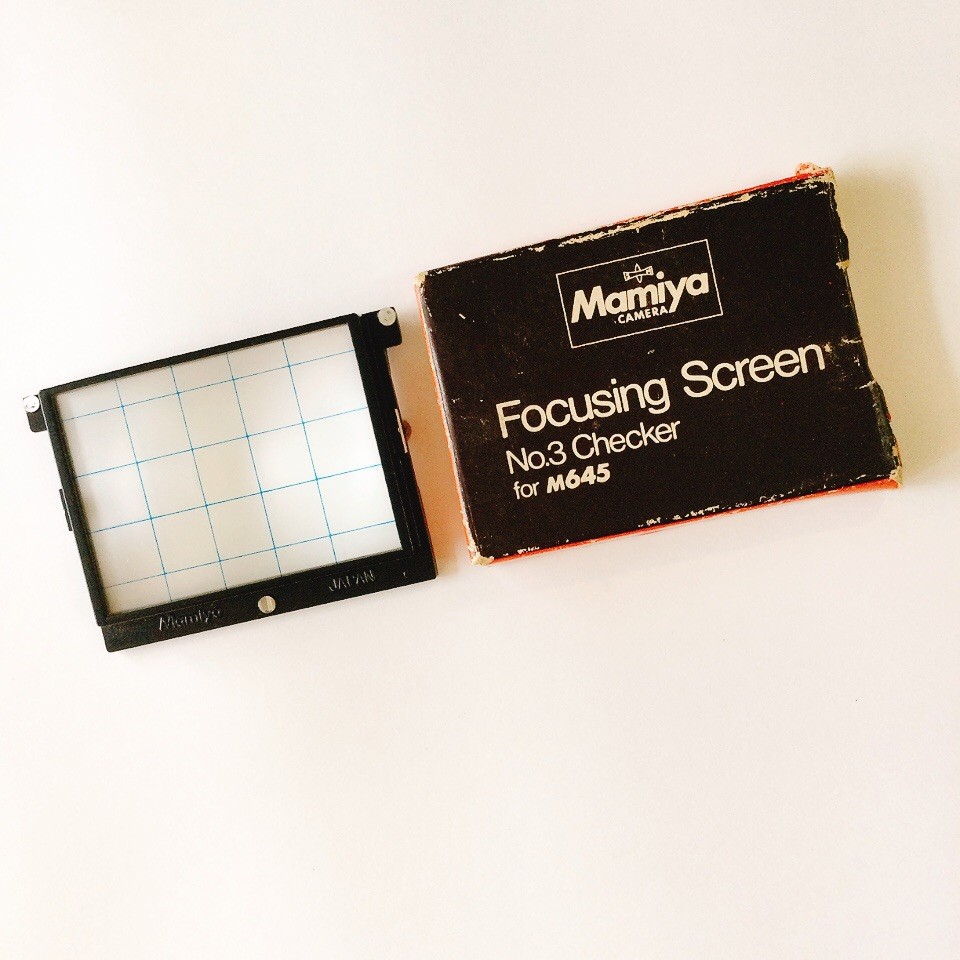 Mamiya
CAMERA
Focusing Screen
No.3 Checker
for M645
Mamiya
JAPAN